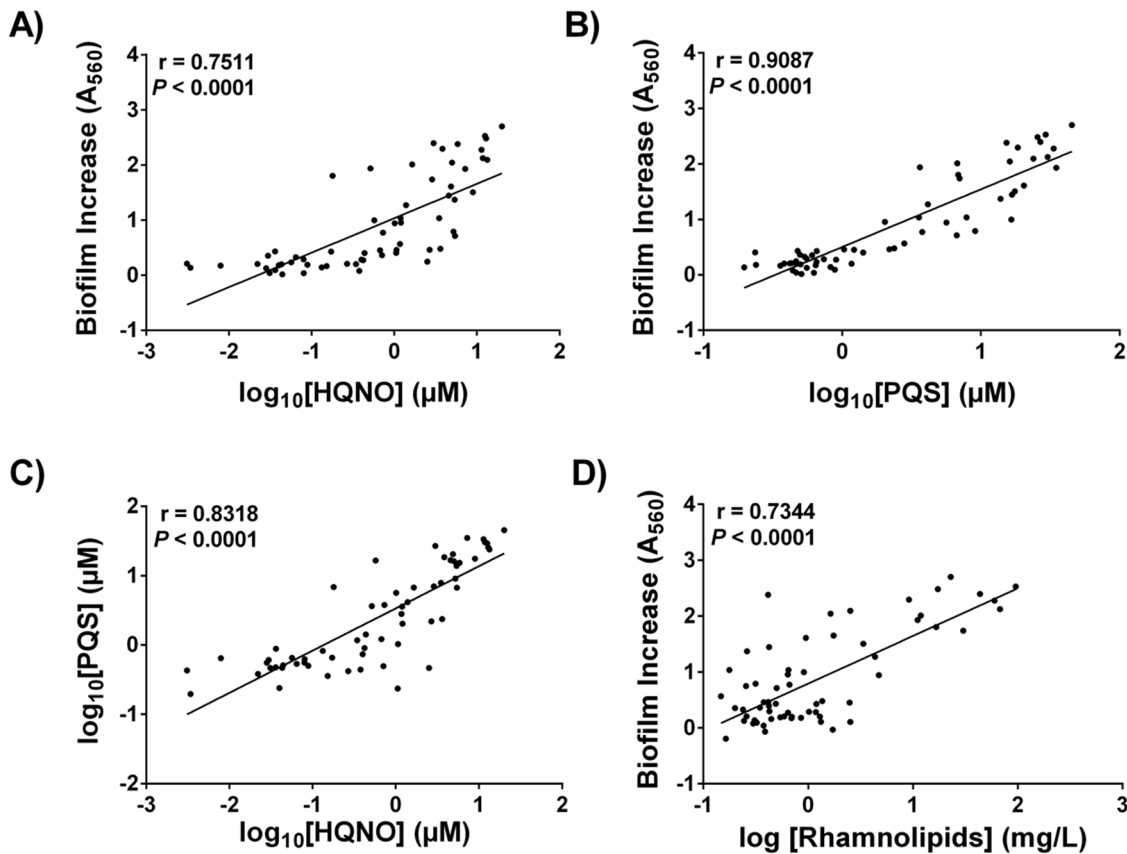 A)
r = 0.7511
P < 0.0001
Biofilm Increase (A560)
4
3
2
1
0
-1
-3
-2
-1
0
1
2
log10[HQNO] (µM)
B)
r = 0.9087
P < 0.0001
Biofilm Increase (A560)
4
3
2
1
0
-1
-1
0
1
2
log10[PQS] (µM)
C)
r = 0.8318
P < 0.0001
log10[PQS] (µM)
2
1
0
-1
-2
-3
-2
-1
0
1
2
log10[HQNO] (µM)
D)
r = 0.7344
P < 0.0001
Biofilm Increase (A560)
4
3
2
1
0
-1
-1
0
1
2
3
log [Rhamnolipids] (mg/L)